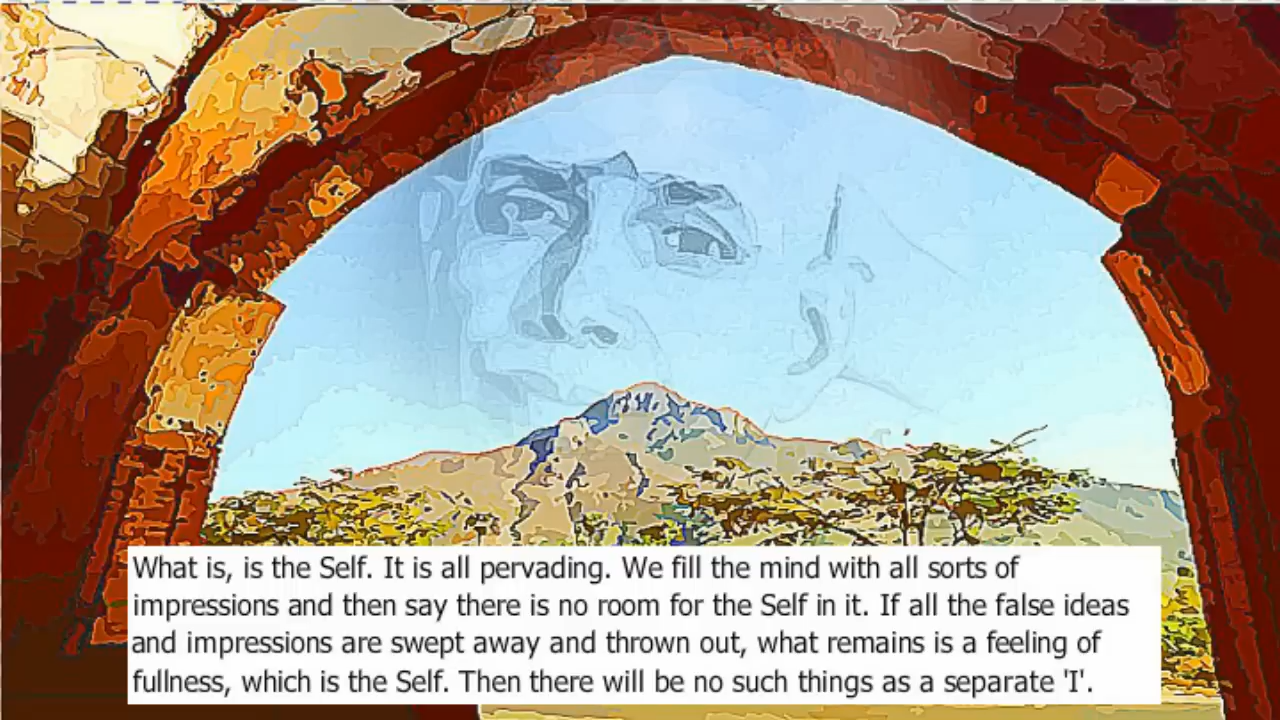 What is, is the Self. It is all pervading. We fill the mind with all sorts of
impressions and then say there is no room for the Self in it. If all the false ideas
and impressions are swept away and thrown out, what remains is a feeling of
fullness, which is the Self. Then there will be no such things as a separate 'I'.